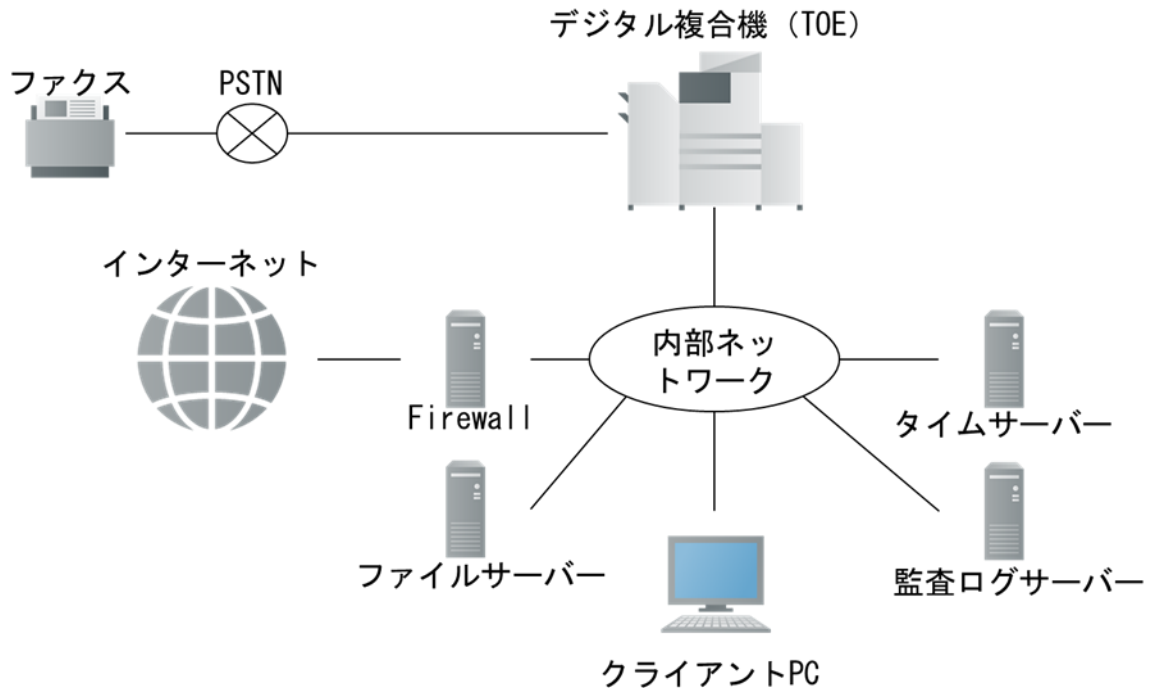 デジタル複合機（TOE）
ファクス
PSTN
インターネット
内部ネッ
トワーク
Firewall
タイムサーバー
ファイルサーバー
監査ログサーバー
クライアントPC